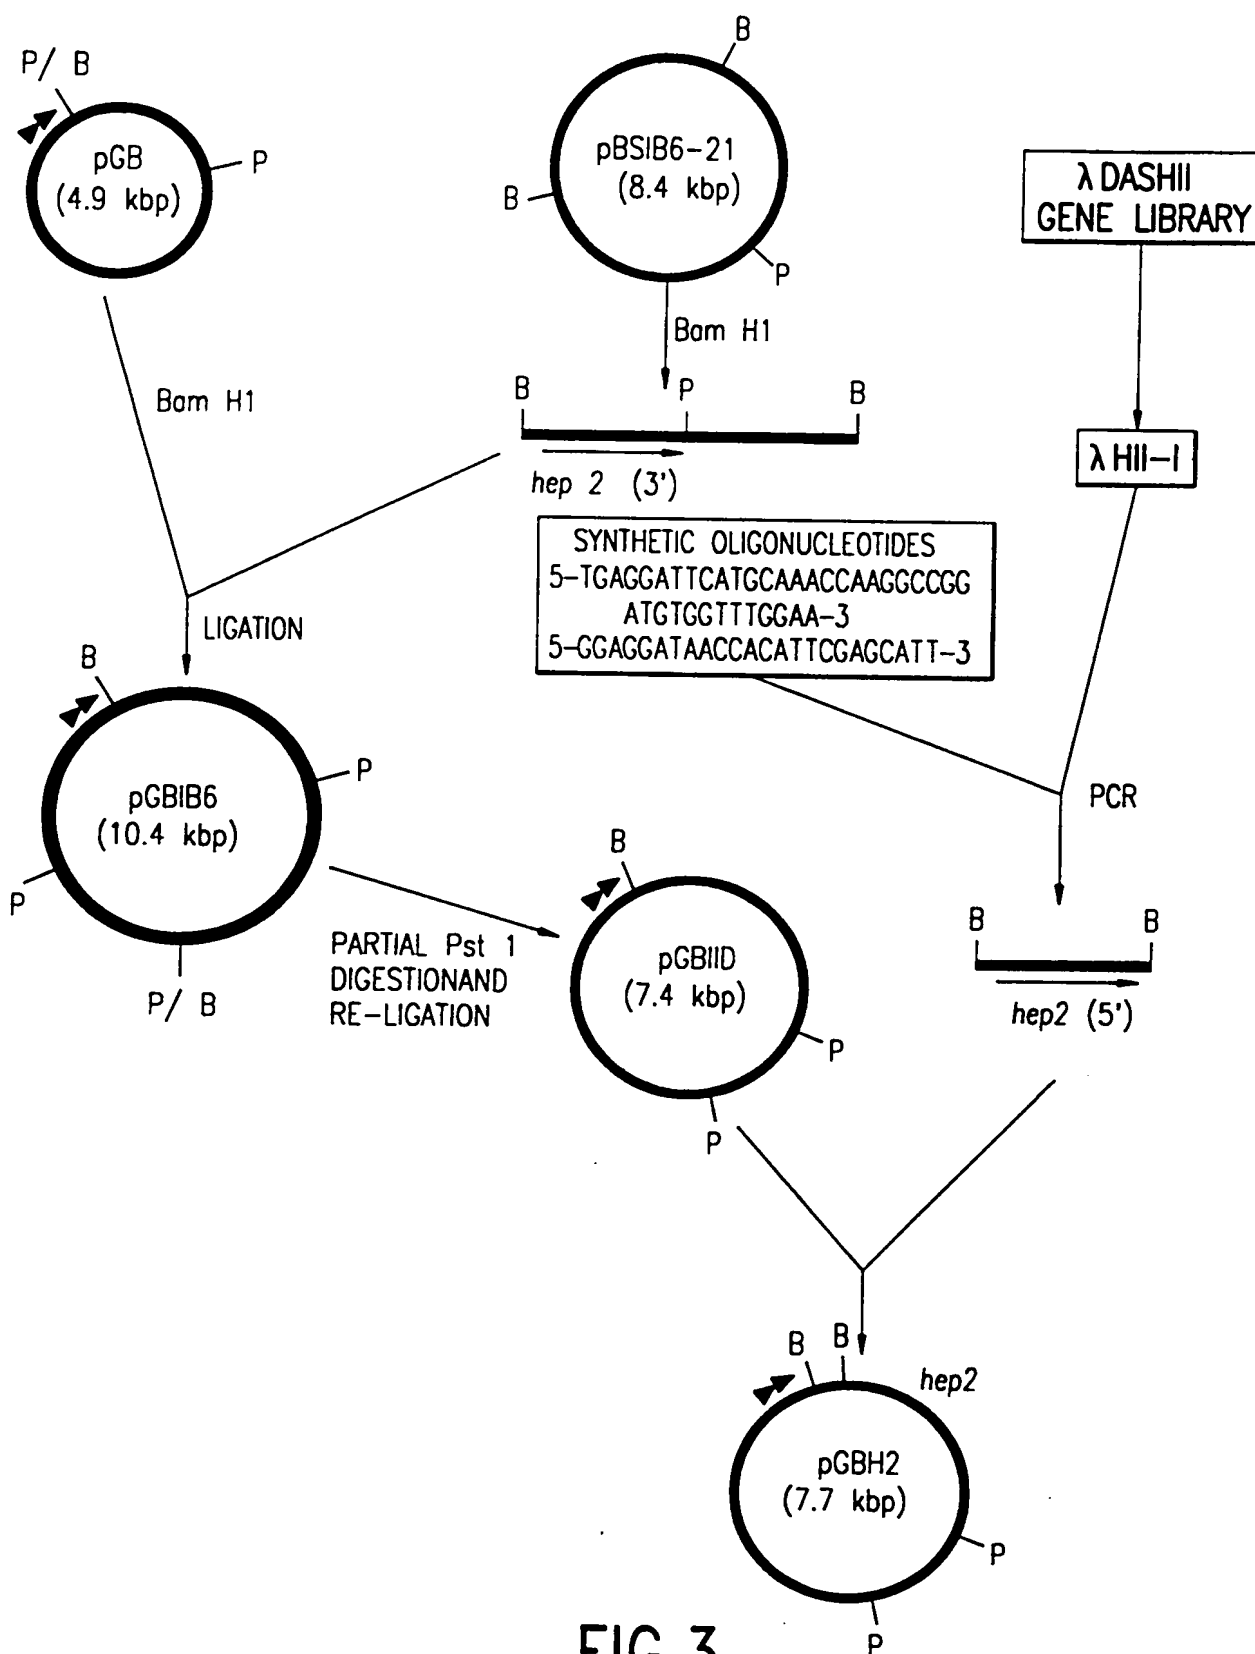 P/ B
pGB
(4.9 kbp)
P
B
pBSIB6-21
(8.4 kbp)
B
P
λ DASHII
GENE LIBRARY
Bam H1
Bam H1
B
P
B
hep 2 (3')
λ HII-I
SYNTHETIC OLIGONUCLEOTIDES
5-TGAGGATTCATGCAAACCAAGGCCGG
ATGTGGTTTGGAA-3
5-GGAGGATAACCACATTCGAGCATT-3
LIGATION
B
pGBIB6
(10.4 kbp)
P
P
P/ B
PCR
PARTIAL Pst 1
DIGESTIONAND
RE-LIGATION
B
pGBIID
(7.4 kbp)
P
P
B
B
hep2 (5')
B
B
hep2
pGBH2
(7.7 kbp)
P
P
FIG. 3